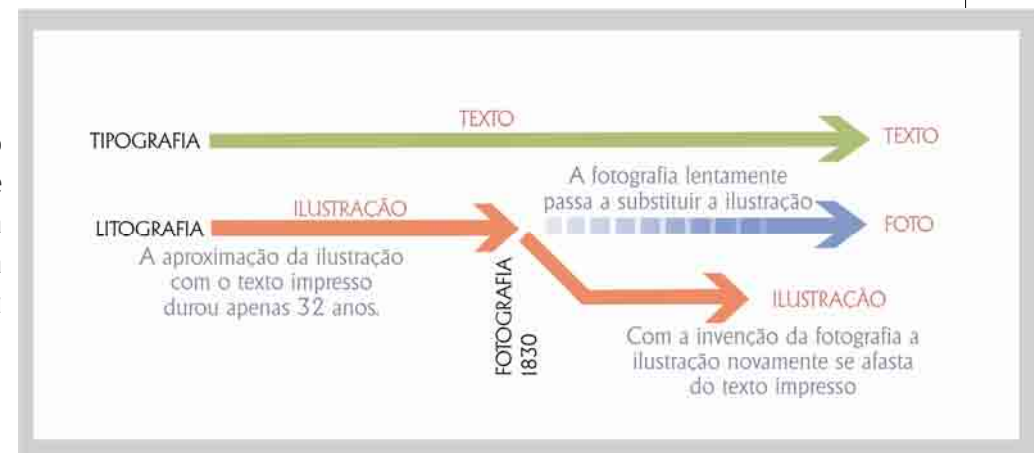 TEXTO
TIPOGRAFIA
TEXTO
A fotografia lentamente
passa a substituir a ilustração
ILUSTRAÇÃO
LITOGRAFIA
FOTO
A aproximação da ilustração
com o texto impresso
durou apenas 32 anos.
FOTOGRAFIA
1830
ILUSTRAÇÃO
Com a invenção da fotografia a
ilustração novamente se afasta
do texto impresso